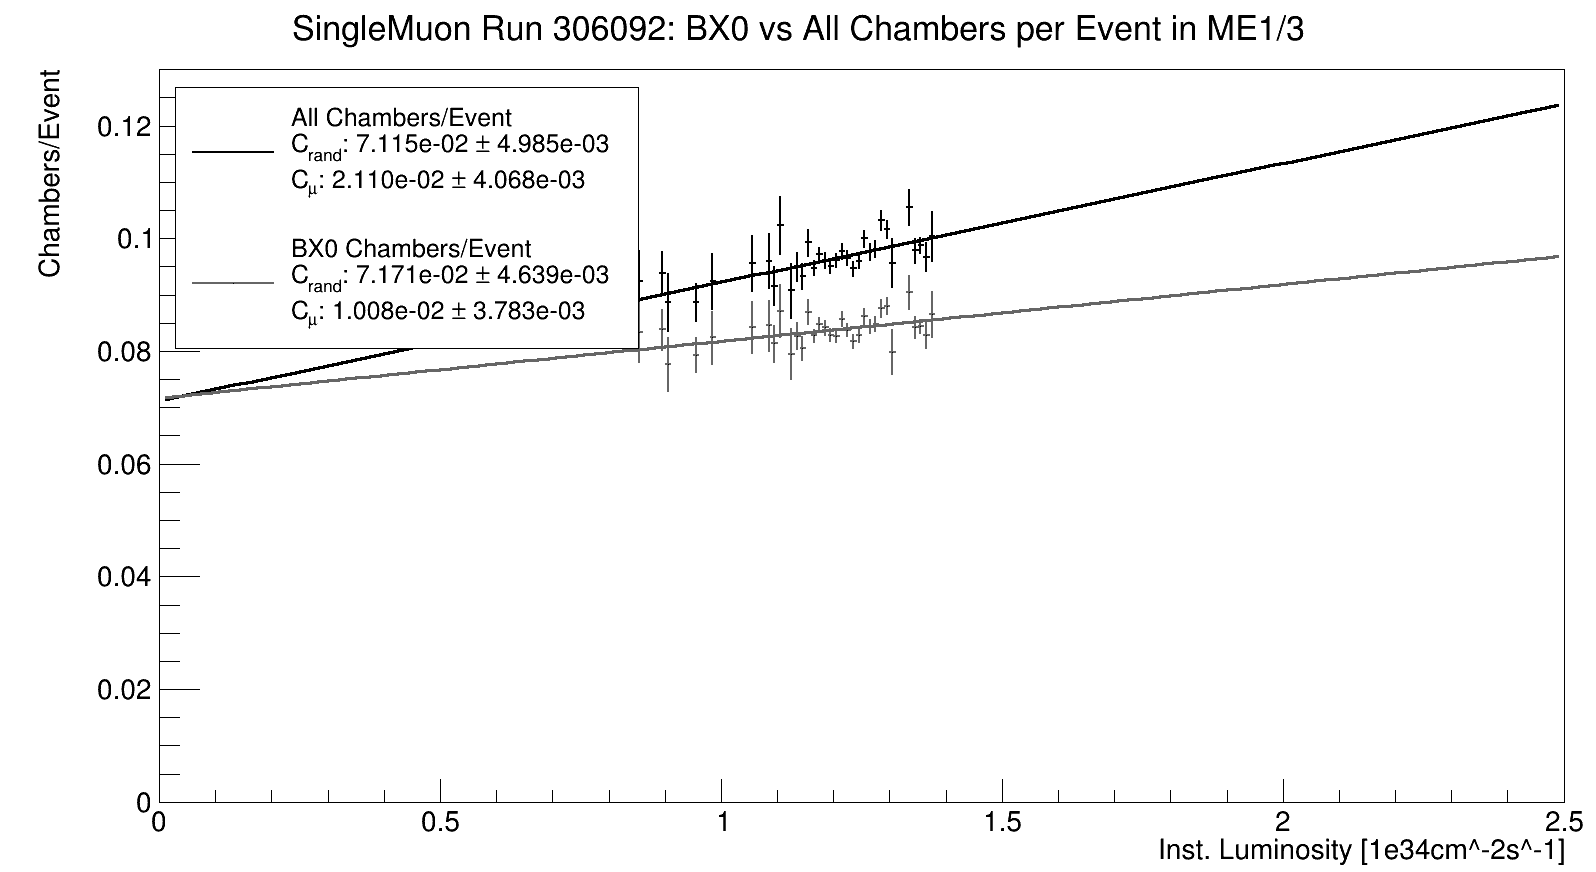 SingleMuon Run 306092: BX0 vs All Chambers per Event in ME1/3
Chambers/Event
All Chambers/Event
C_rand: 7.115e-02 ± 4.985e-03
C_μ: 2.110e-02 ± 4.068e-03
BX0 Chambers/Event
C_rand: 7.171e-02 ± 4.639e-03
C_μ: 1.008e-02 ± 3.783e-03
0.12
0.1
0.08
0.06
0.04
0.02
0
0 0.5 1 1.5 2 2.5
Inst. Luminosity [1e34cm^-2s^-1]